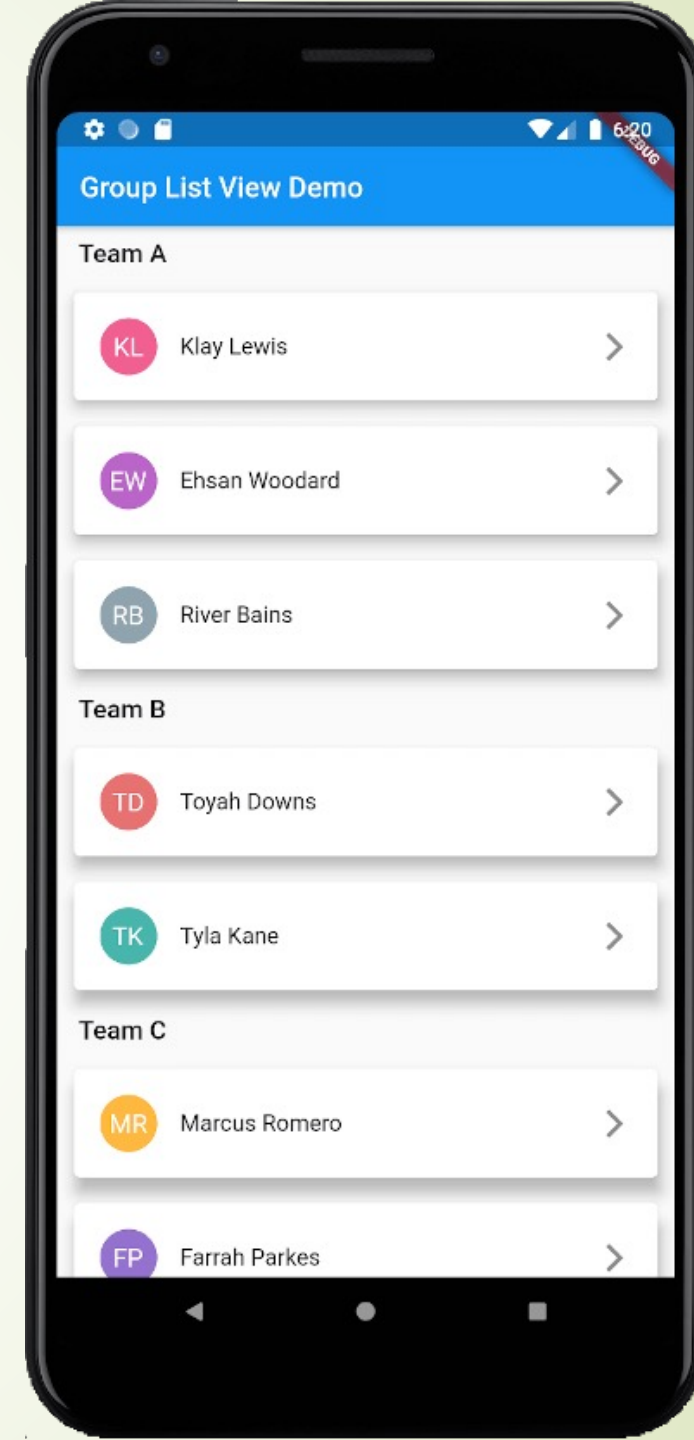 6:20
DEBUG
Group List View Demo
Team A
KL Klay Lewis
EW Ehsan Woodard
RB River Bains
Team B
TD Toyah Downs
TK Tyla Kane
Team C
MR Marcus Romero
FP Farrah Parkes